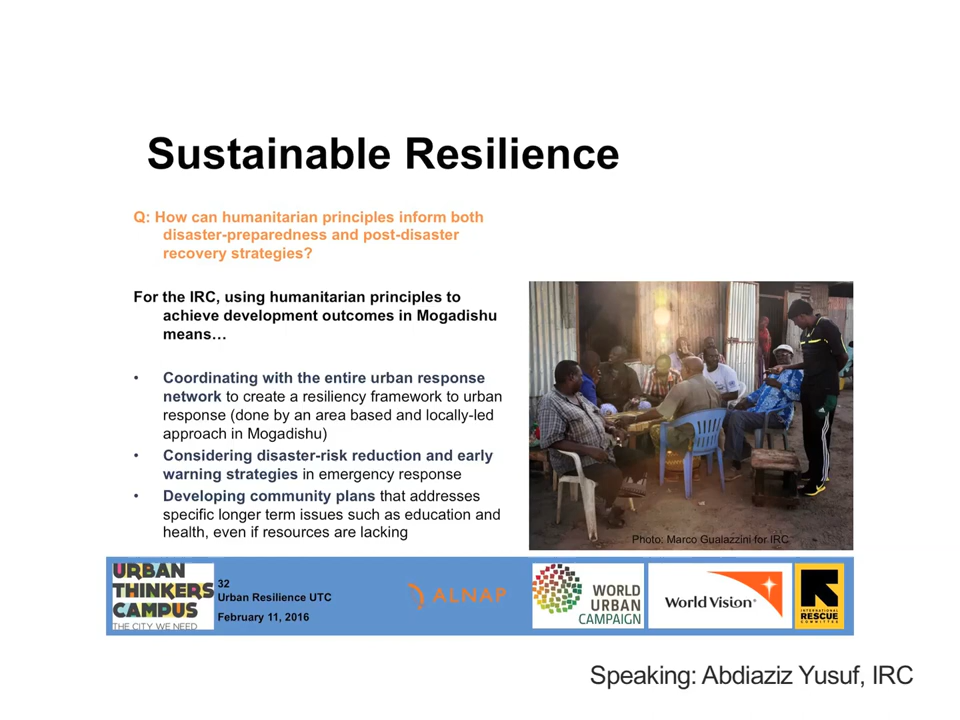 Sustainable Resilience
Q: How can humanitarian principles inform both
disaster-preparedness and post-disaster
recovery strategies?
For the IRC, using humanitarian principles to
achieve development outcomes in Mogadishu
means…
• Coordinating with the entire urban response
network to create a resiliency framework to urban
response (done by an area based and locally-led
approach in Mogadishu)
• Considering disaster-risk reduction and early
warning strategies in emergency response
• Developing community plans that addresses
specific longer term issues such as education and
health, even if resources are lacking
Photo: Marco Gualazzini for IRC
URBAN
THINKERS
CAMPUS
THE CITY WE NEED
32
Urban Resilience UTC
February 11, 2016
ALNAP
WORLD
URBAN
CAMPAIGN
World Vision
INTERNATIONAL
RESCUE
COMMITTEE
Speaking: Abdiaziz Yusuf, IRC